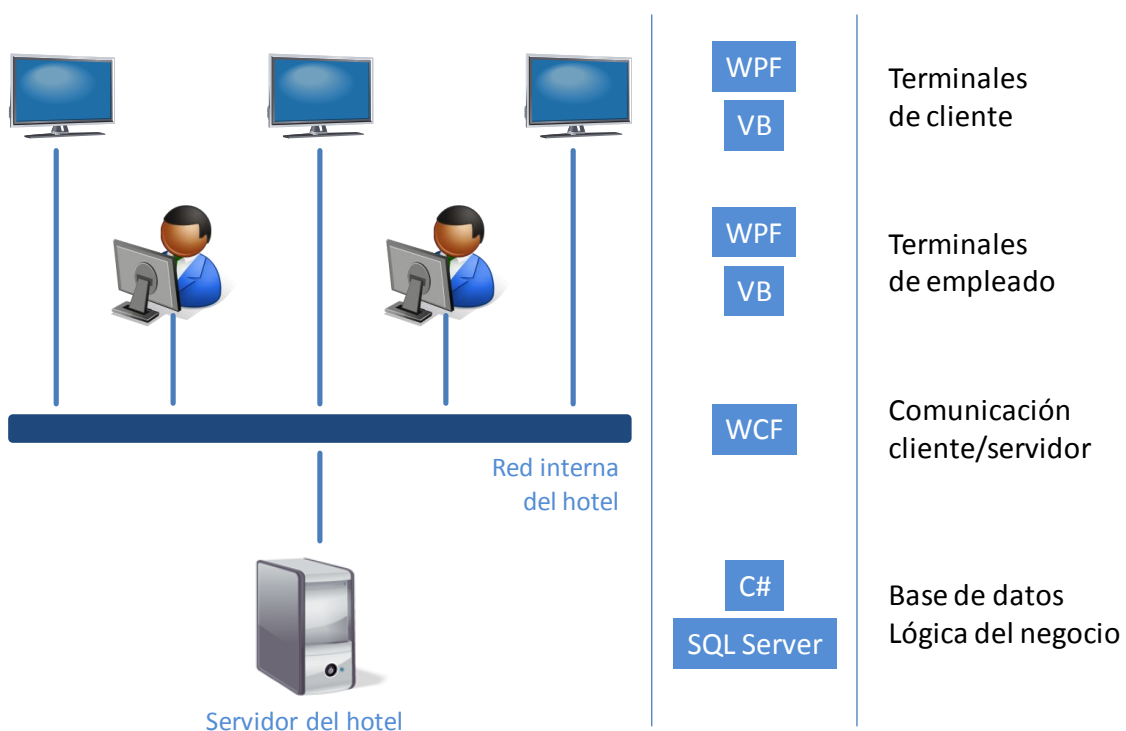 WPF
VB
Terminales
de cliente
WPF
VB
Terminales
de empleado
Red interna
del hotel
WCF
Comunicación
cliente/servidor
Servidor del hotel
C#
SQL Server
Base de datos
Lógica del negocio